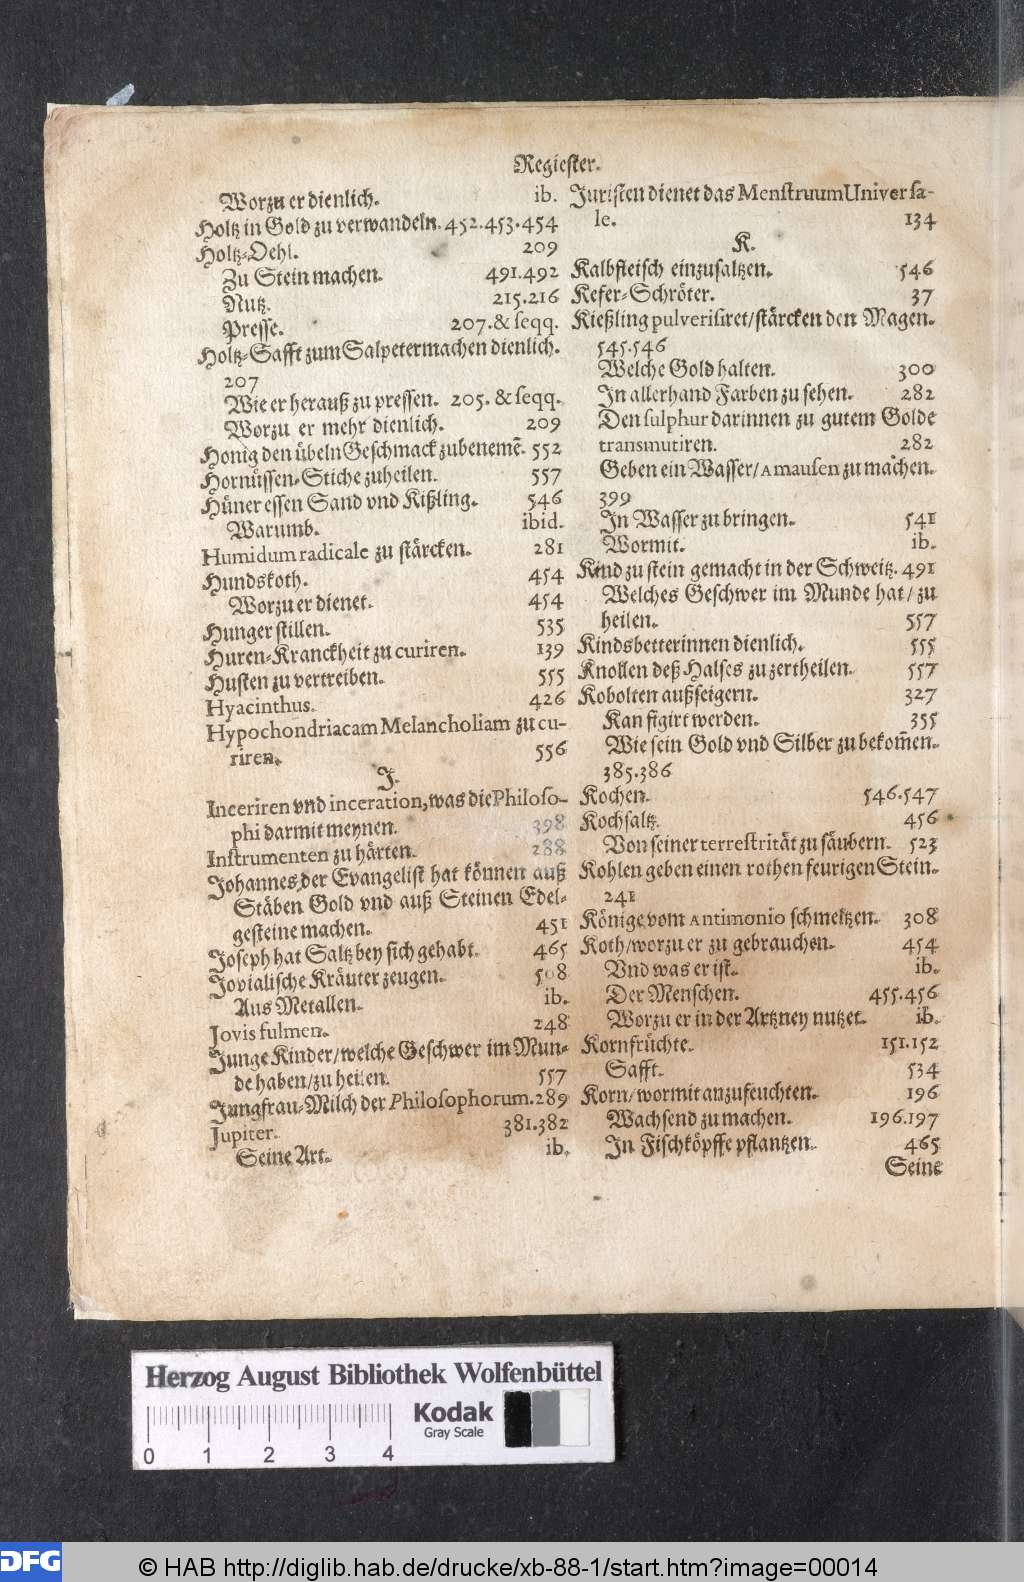 Regiester.
Worzu er dienlich. ib.
Holtz in Gold zu verwandeln. 452.453.454
Holtz-Oehl. 209
Zu Stein machen. 491.492
Nutz. 215.216
Presse. 207.& seqq.
Holtz-Safft zum Salpeter machen dienlich.
207
Wie er herauß zu pressen. 205. & seqq.
Worzu er mehr dienlich. 209
Honig den übeln Geschmack zubenemẽ. 552
Hornüssen-Stiche zuheilen. 557
Hüner essen Sand vnd Kißling. 546
Warumb. ibid.
Humidum radicale zu stärcken. 281
Hundskoth. 454
Worzu er dienet. 454
Hunger stillen. 535
Huren-Kranckheit zu curiren. 139
Husten zu vertreiben. 555
Hyacinthus. 426
Hypochondriacam Melancholiam zu cu-
riren. 556
J.
Inceriren vnd inceration, was die Philoso-
phi darmit meynen. 398
Instrumenten zu härten. 288
Johannes der Evangelist hat können auß
Stäben Gold vnd auß Steinen Edel-
gesteine machen. 451
Joseph hat Saltz bey sich gehabt. 465
Jovialische Kräuter zeugen. 508
Aus Metallen. ib.
Jovis fulmen. 248
Junge Kinder/welche Geschwer im Mun-
de haben/zu heilen. 557
Jungfrau-Milch der Philosophorum. 289
Jupiter. 381.382
Seine Art. ib.
Juristen dienet das Menstruum Universa-
le. 134
K.
Kalbfleisch einzusaltzen. 546
Kefer-Schröter. 37
Kießling pulverisiret/stärcken den Magen.
545.546
Welche Gold halten. 300
In allerhand Farben zu sehen. 282
Den sulphur darinnen zu gutem Golde
transmutiren. 282
Geben ein Wasser/Amausen zu machen.
399
In Wasser zu bringen. 541
Wormit. ib.
Kind zu stein gemacht in der Schweitz. 491
Welches Geschwer im Munde hat/ zu
heilen. 557
Kindsbetterinnen dienlich. 555
Knollen deß Halses zu zertheilen. 557
Kobolten außseigern. 327
Kan figirt werden. 355
Wie sein Gold vnd Silber zu bekom̃en.
385.386
Kochen. 546.547
Kochsaltz. 456
Von seiner terrestrität zu säubern. 523
Kohlen geben einen rothen feurigen Stein.
241
Könige vom Antimonio schmeltzen. 308
Koth/worzu er zu gebrauchen. 454
Vnd was er ist. ib.
Der Menschen. 455.456
Worzu er in der Artzney nutzet. ib.
Kornfrüchte. 151.152
Safft. 534
Korn/wormit anzufeuchten. 196
Wachsend zu machen. 196.197
In Fischköpffe pflantzen. 465
Seine
Herzog August Bibliothek Wolfenbüttel
Kodak
Gray Scale
0 1 2 3 4
DFG
© HAB http://diglib.hab.de/drucke/xb-88-1/start.htm?image=00014